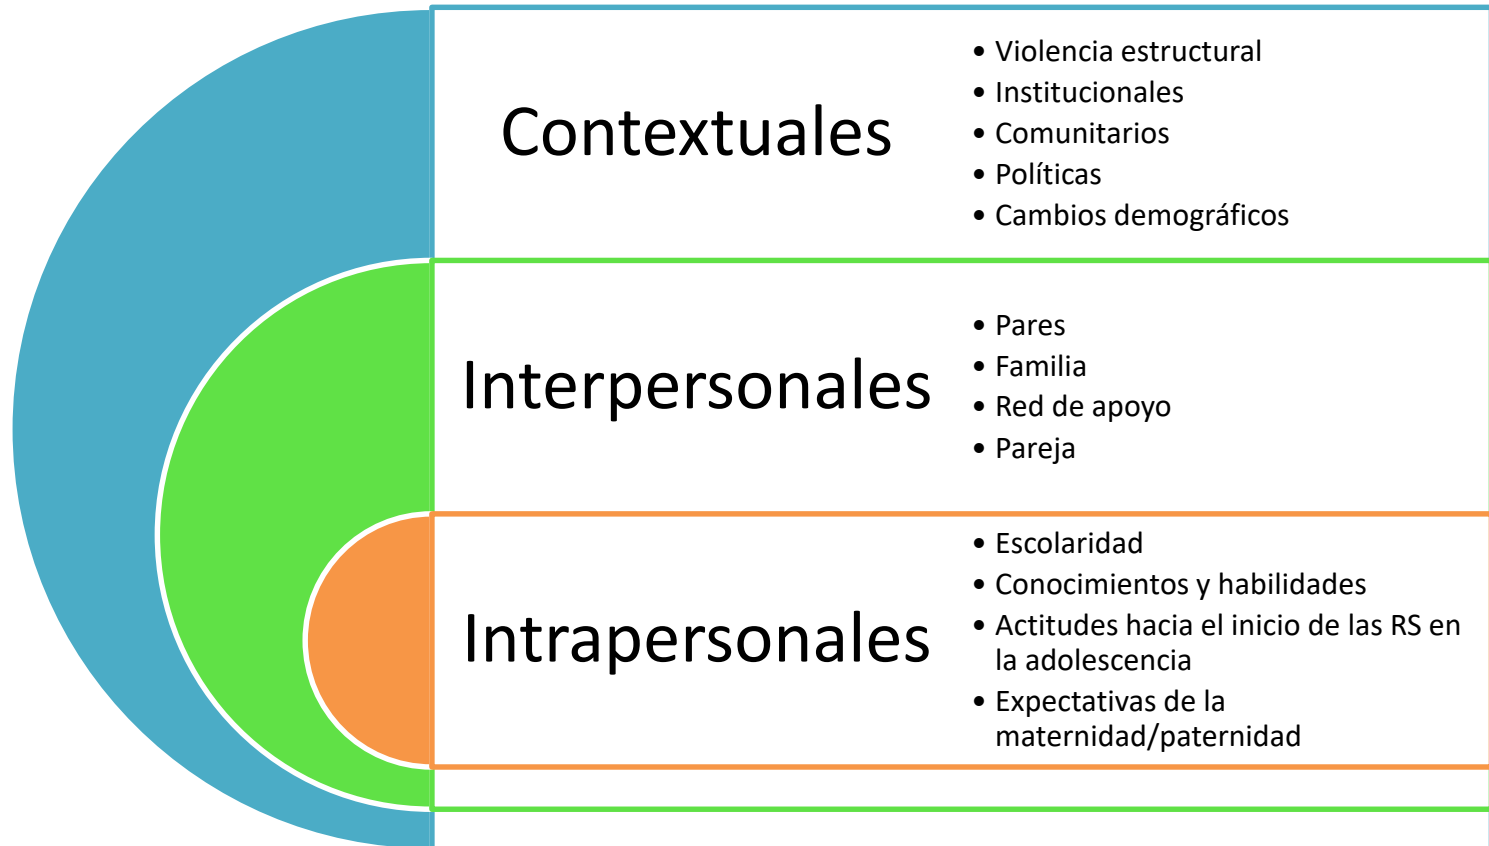 Contextuales
• Violencia estructural
• Institucionales
• Comunitarios
• Políticas
• Cambios demográficos
Interpersonales
• Pares
• Familia
• Red de apoyo
• Pareja
Intrapersonales
• Escolaridad
• Conocimientos y habilidades
• Actitudes hacia el inicio de las RS en
la adolescencia
• Expectativas de la
maternidad/paternidad